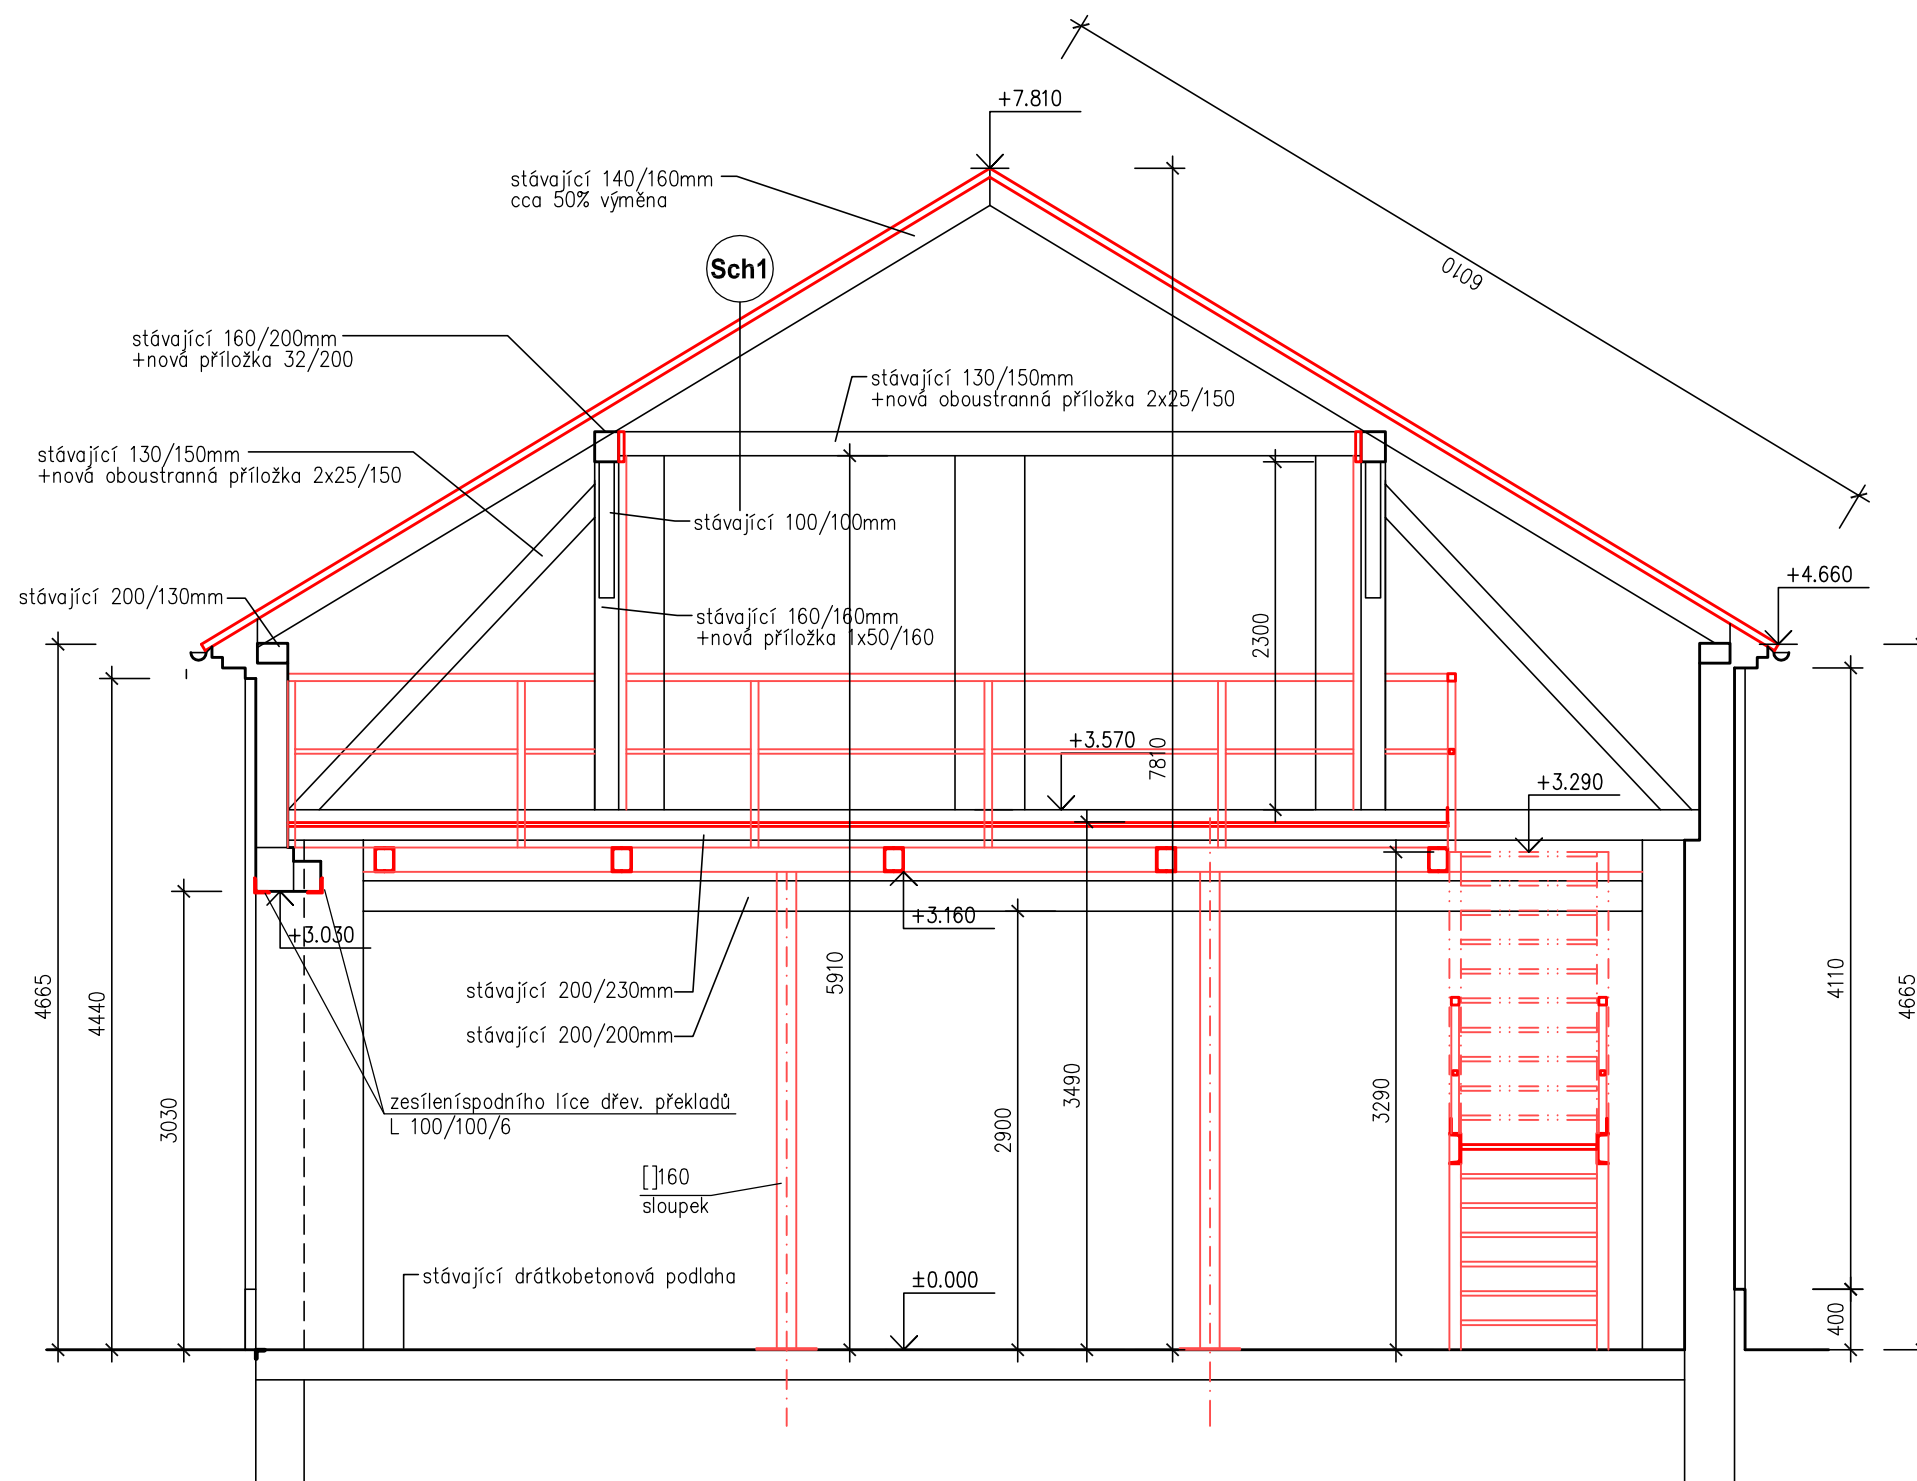 +7.810
stávající 140/160mm
cca 50% výměna
Sch1
6010
stávající 160/200mm
+nová příložka 32/200
stávající 130/150mm
+nová oboustranná příložka 2x25/150
stávající 130/150mm
+nová oboustranná příložka 2x25/150
stávající 100/100mm
+4.660
stávající 200/130mm
stávající 160/160mm
+nová příložka 1x50/160
2300
+3.570
7810
+3.290
+3.030
+3.160
4665
4440
3030
5910
stávající 200/230mm
stávající 200/200mm
3490
2900
3290
4110
4665
zesíleníspodního líce dřev. překladů
L 100/100/6
[]160
sloupek
stávající drátkobetonová podlaha
±0.000
400